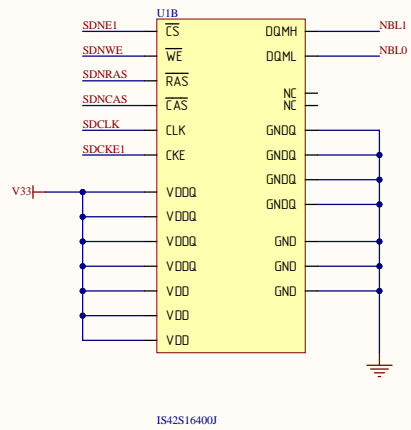 U1B
SDNE1 CS DQMH NBL1
SDNWE WE DQML NBL0
SDNRAS RAS
NC
SDNCAS CAS NC
SDCLK CLK GNDQ
SDCKE1 CKE GNDQ
GNDQ
V33 VDDQ
GNDQ
VDDQ
VDDQ GND
VDDQ GND
VDD GND
VDD
VDD
IS42S16400J